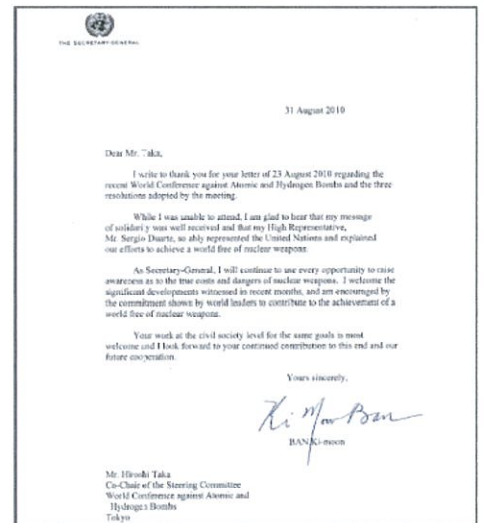 THE SECRETARY-GENERAL
31 August 2010
Dear Mr. Taka,
I write to thank you for your letter of 23 August 2010 regarding the
recent World Conference against Atomic and Hydrogen Bombs and the three
resolutions adopted by the meeting.
While I was unable to attend, I am glad to hear that my message
of solidarity was well received and that my High Representative,
Mr. Sergio Duarte, so ably represented the United Nations and explained
our efforts to achieve a world free of nuclear weapons.
As Secretary-General, I will continue to use every opportunity to raise
awareness as to the true costs and dangers of nuclear weapons. I welcome the
significant developments witnessed in recent months, and am encouraged by
the commitment shown by world leaders to contribute to the achievement of a
world free of nuclear weapons.
Your work at the civil society level for the same goals is most
welcome and I look forward to your continued contribution to this end and our
future cooperation.
Yours sincerely,
Ki Moon Ban
BAN Ki-moon
Mr. Hiroshi Taka
Co-Chair of the Steering Committee
World Conference against Atomic and
Hydrogen Bombs
Tokyo